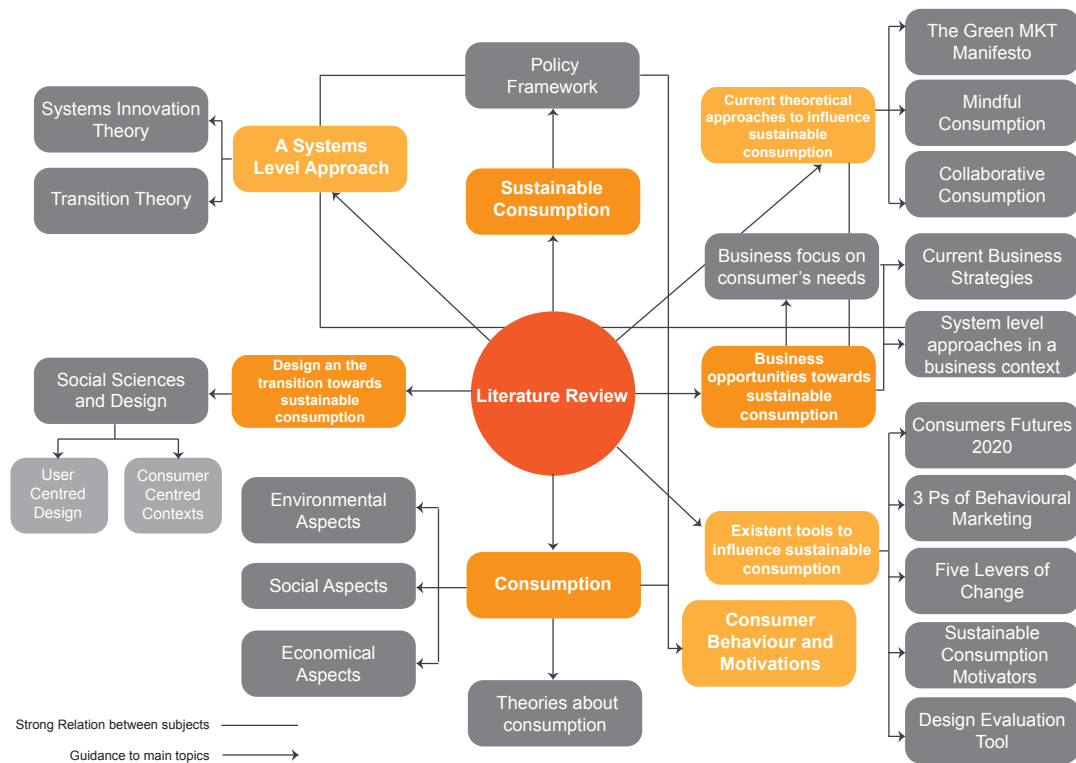 The Green MKT
Manifesto
Policy
Framework
Current theoretical
approaches to influence
sustainable
consumption
Systems Innovation
Theory
Mindful
Consumption
A Systems
Level Approach
Transition Theory
Sustainable
Consumption
Collaborative
Consumption
Business focus on
consumer's needs
Current Business
Strategies
System level
approaches in a
business context
Social Sciences
and Design
Design an the
transition towards
sustainable
consumption
Literature Review
Business
opportunities towards
sustainable
consumption
User
Centred
Design
Consumer
Centred
Contexts
Consumers Futures
2020
Environmental
Aspects
3 Ps of Behavioural
Marketing
Existent tools to
influence sustainable
consumption
Social Aspects
Consumption
Five Levers of
Change
Consumer
Behaviour and
Motivations
Economical
Aspects
Sustainable
Consumption
Motivators
Theories about
consumption
Design Evaluation
Tool
Strong Relation between subjects
Guidance to main topics